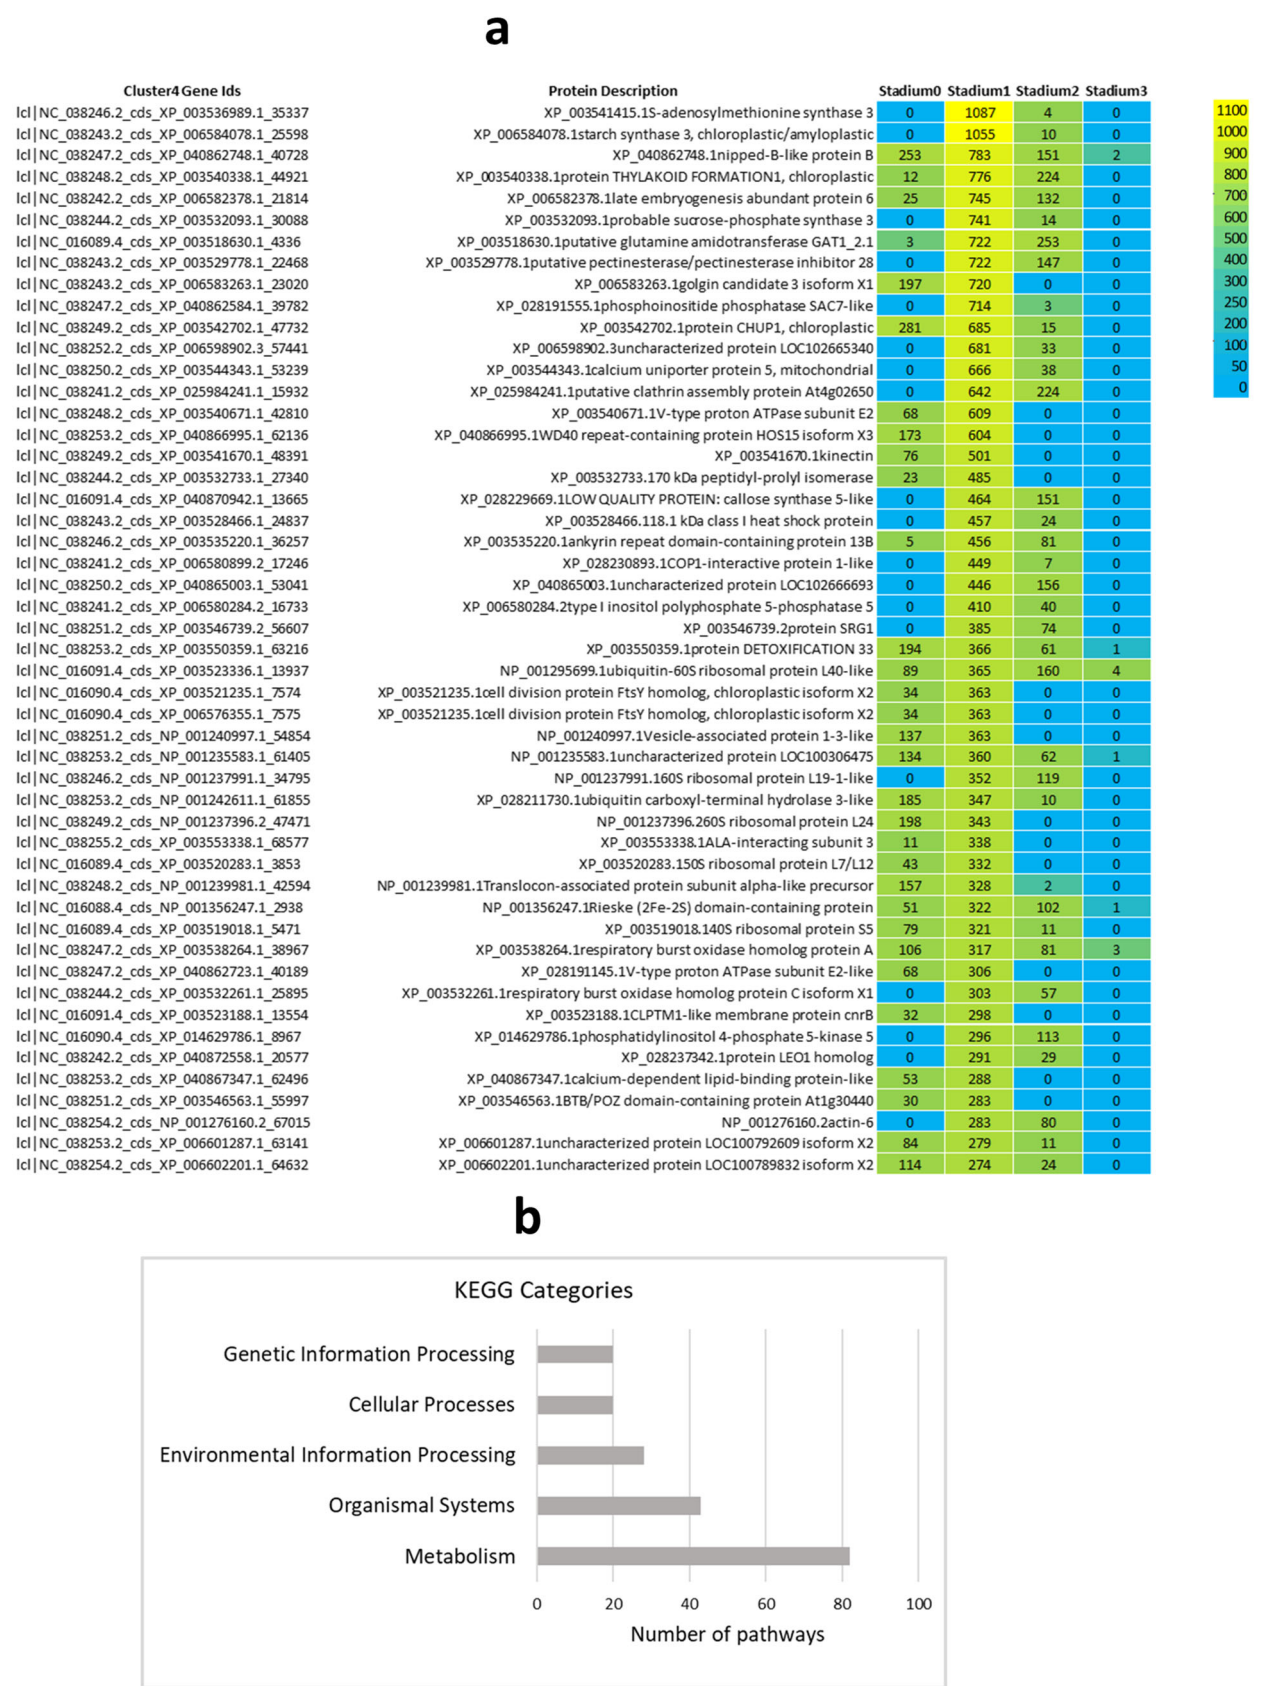 a
Cluster4 Gene Ids Protein Description Stadium0 Stadium1 Stadium2 Stadium3
lcl|NC_038246.2_cds_XP_003536989.1_35337 XP_003541415.1S-adenosylmethionine synthase 3 0 1087 4 0
lcl|NC_038243.2_cds_XP_006584078.1_25598 XP_006584078.1starch synthase 3, chloroplastic/amyloplastic 0 1055 10 0
lcl|NC_038247.2_cds_XP_040862748.1_40728 XP_040862748.1nipped-B-like protein B 253 783 151 2
lcl|NC_038248.2_cds_XP_003540338.1_44921 XP_003540338.1protein THYLAKOID FORMATION1, chloroplastic 12 776 224 0
lcl|NC_038242.2_cds_XP_006582378.1_21814 XP_006582378.1late embryogenesis abundant protein 6 25 745 132 0
lcl|NC_038244.2_cds_XP_003532093.1_30088 XP_003532093.1probable sucrose-phosphate synthase 3 0 741 14 0
lcl|NC_016089.4_cds_XP_003518630.1_4336 XP_003518630.1putative glutamine amidotransferase GAT1_2.1 3 722 253 0
lcl|NC_038243.2_cds_XP_003529778.1_22468 XP_003529778.1putative pectinesterase/pectinesterase inhibitor 28 0 722 147 0
lcl|NC_038243.2_cds_XP_006583263.1_23020 XP_006583263.1golgin candidate 3 isoform X1 197 720 0 0
lcl|NC_038247.2_cds_XP_040862584.1_39782 XP_028191555.1phosphoinositide phosphatase SAC7-like 0 714 3 0
lcl|NC_038249.2_cds_XP_003542702.1_47732 XP_003542702.1protein CHUP1, chloroplastic 281 685 15 0
lcl|NC_038252.2_cds_XP_006598902.3_57441 XP_006598902.3uncharacterized protein LOC102665340 0 681 33 0
lcl|NC_038250.2_cds_XP_003544343.1_53239 XP_003544343.1calcium uniporter protein 5, mitochondrial 0 666 38 0
lcl|NC_038241.2_cds_XP_025984241.1_15932 XP_025984241.1putative clathrin assembly protein At4g02650 0 642 224 0
lcl|NC_038248.2_cds_XP_003540671.1_42810 XP_003540671.1V-type proton ATPase subunit E2 68 609 0 0
lcl|NC_038253.2_cds_XP_040866995.1_62136 XP_040866995.1WD40 repeat-containing protein HOS15 isoform X3 173 604 0 0
lcl|NC_038249.2_cds_XP_003541670.1_48391 XP_003541670.1kinectin 76 501 0 0
lcl|NC_038244.2_cds_XP_003532733.1_27340 XP_003532733.170 kDa peptidyl-prolyl isomerase 23 485 0 0
lcl|NC_016091.4_cds_XP_040870942.1_13665 XP_028229669.1LOW QUALITY PROTEIN: callose synthase 5-like 0 464 151 0
lcl|NC_038243.2_cds_XP_003528466.1_24837 XP_003528466.118.1 kDa class I heat shock protein 0 457 24 0
lcl|NC_038246.2_cds_XP_003535220.1_36257 XP_003535220.1ankyrin repeat domain-containing protein 13B 5 456 81 0
lcl|NC_038241.2_cds_XP_006580899.2_17246 XP_028230893.1COP1-interactive protein 1-like 0 449 7 0
lcl|NC_038250.2_cds_XP_040865003.1_53041 XP_040865003.1uncharacterized protein LOC102666693 0 446 156 0
lcl|NC_038241.2_cds_XP_006580284.2_16733 XP_006580284.2type I inositol polyphosphate 5-phosphatase 5 0 410 40 0
lcl|NC_038251.2_cds_XP_003546739.2_56607 XP_003546739.2protein SRG1 0 385 74 0
lcl|NC_038253.2_cds_XP_003550359.1_63216 XP_003550359.1protein DETOXIFICATION 33 194 366 61 1
lcl|NC_016091.4_cds_XP_003523336.1_13937 NP_001295699.1ubiquitin-60S ribosomal protein L40-like 89 365 160 4
lcl|NC_016090.4_cds_XP_003521235.1_7574 XP_003521235.1cell division protein FtsY homolog, chloroplastic isoform X2 34 363 0 0
lcl|NC_016090.4_cds_XP_006576355.1_7575 XP_003521235.1cell division protein FtsY homolog, chloroplastic isoform X2 34 363 0 0
lcl|NC_038251.2_cds_NP_001240997.1_54854 NP_001240997.1Vesicle-associated protein 1-3-like 137 363 0 0
lcl|NC_038253.2_cds_NP_001235583.1_61405 NP_001235583.1uncharacterized protein LOC100306475 134 360 62 1
lcl|NC_038246.2_cds_NP_001237991.1_34795 NP_001237991.160S ribosomal protein L19-1-like 0 352 119 0
lcl|NC_038253.2_cds_NP_001242611.1_61855 XP_028211730.1ubiquitin carboxyl-terminal hydrolase 3-like 185 347 10 0
lcl|NC_038249.2_cds_NP_001237396.2_47471 NP_001237396.260S ribosomal protein L24 198 343 0 0
lcl|NC_038255.2_cds_XP_003553338.1_68577 XP_003553338.1ALA-interacting subunit 3 11 338 0 0
lcl|NC_016089.4_cds_XP_003520283.1_3853 XP_003520283.150S ribosomal protein L7/L12 43 332 0 0
lcl|NC_038248.2_cds_NP_001239981.1_42594 NP_001239981.1Translocon-associated protein subunit alpha-like precursor 157 328 2 0
lcl|NC_016088.4_cds_NP_001356247.1_2938 NP_001356247.1Rieske (2Fe-2S) domain-containing protein 51 322 102 1
lcl|NC_016089.4_cds_XP_003519018.1_5471 XP_003519018.140S ribosomal protein S5 79 321 11 0
lcl|NC_038247.2_cds_XP_003538264.1_38967 XP_003538264.1respiratory burst oxidase homolog protein A 106 317 81 3
lcl|NC_038247.2_cds_XP_040862723.1_40189 XP_028191145.1V-type proton ATPase subunit E2-like 68 306 0 0
lcl|NC_038244.2_cds_XP_003532261.1_25895 XP_003532261.1respiratory burst oxidase homolog protein C isoform X1 0 303 57 0
lcl|NC_016091.4_cds_XP_003523188.1_13554 XP_003523188.1CLPTM1-like membrane protein cnrB 32 298 0 0
lcl|NC_016090.4_cds_XP_014629786.1_8967 XP_014629786.1phosphatidylinositol 4-phosphate 5-kinase 5 0 296 113 0
lcl|NC_038242.2_cds_XP_040872558.1_20577 XP_028237342.1protein LEO1 homolog 0 291 29 0
lcl|NC_038253.2_cds_XP_040867347.1_62496 XP_040867347.1calcium-dependent lipid-binding protein-like 53 288 0 0
lcl|NC_038251.2_cds_XP_003546563.1_55997 XP_003546563.1BTB/POZ domain-containing protein At1g30440 30 283 0 0
lcl|NC_038254.2_cds_NP_001276160.2_67015 NP_001276160.2actin-6 0 283 80 0
lcl|NC_038253.2_cds_XP_006601287.1_63141 XP_006601287.1uncharacterized protein LOC100792609 isoform X2 84 279 11 0
lcl|NC_038254.2_cds_XP_006602201.1_64632 XP_006602201.1uncharacterized protein LOC100789832 isoform X2 114 274 24 0
1100
1000
900
800
700
600
500
400
300
250
200
100
50
0
b
KEGG Categories
Genetic Information Processing
Cellular Processes
Environmental Information Processing
Organismal Systems
Metabolism
0 20 40 60 80 100
Number of pathways